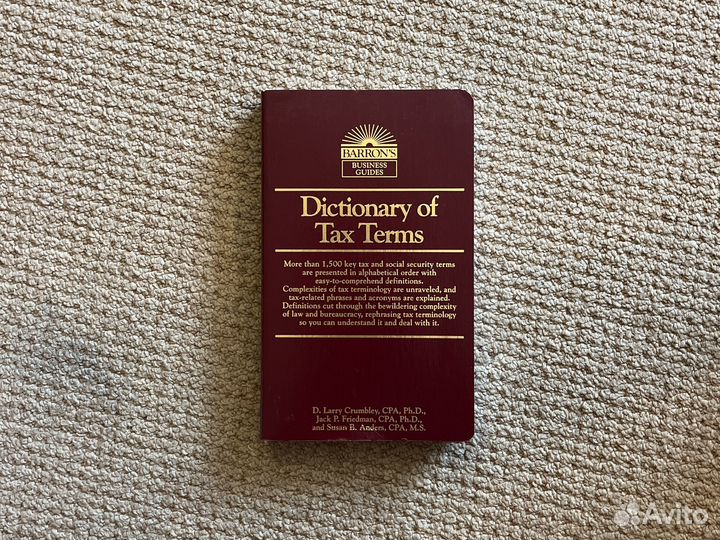 BARRON'S
BUSINESS
GUIDES
Dictionary of
Tax Terms
More than 1,500 key tax and social security terms
are presented in alphabetical order with
easy-to-comprehend definitions.
Complexities of tax terminology are unraveled, and
tax-related phrases and acronyms are explained.
Definitions cut through the bewildering complexity
of law and bureaucracy, rephrasing tax terminology
so you can understand it and deal with it.
D. Larry Crumbley, CPA, Ph.D.,
Jack P. Friedman, CPA, Ph.D.,
and Susan B. Anders, CPA, M.S.
Avito